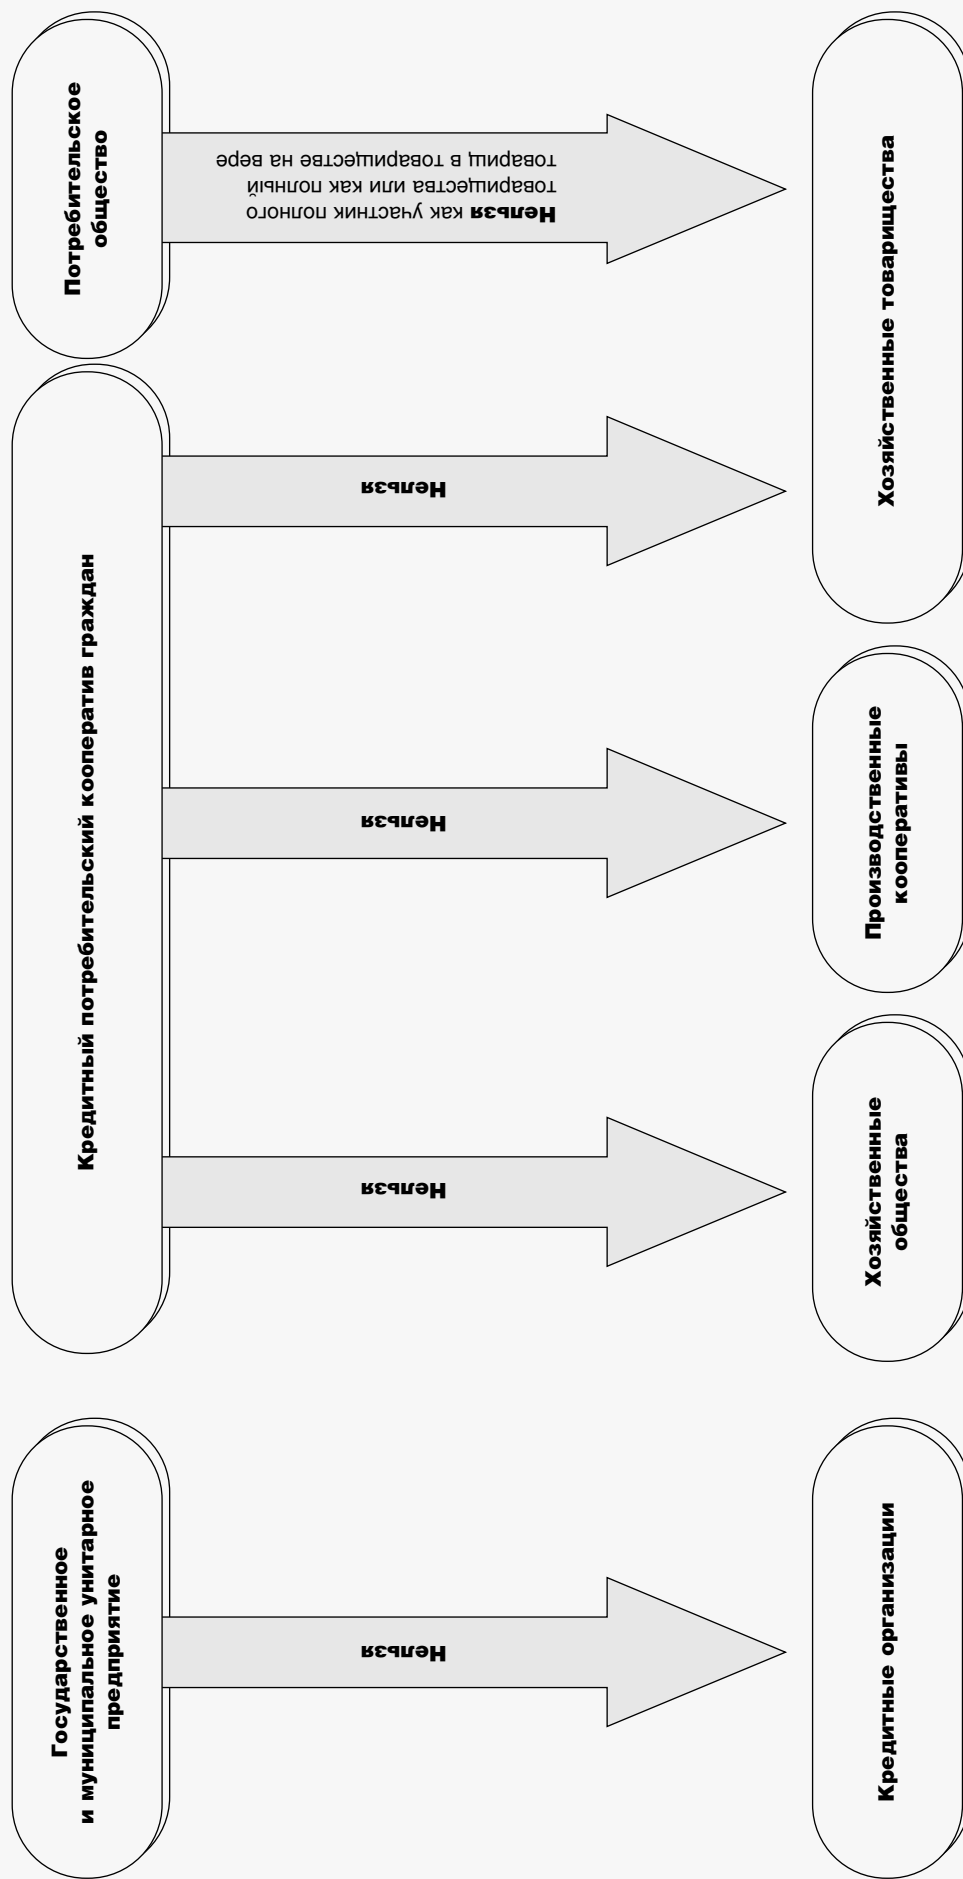 Государственное
и муниципальное унитарное
предприятие
Нельзя
Кредитные организации
Кредитный потребительский кооператив граждан
Нельзя
Хозяйственные
общества
Нельзя
Производственные
кооперативы
Нельзя
Хозяйственные товарищества
Потребительское
общество
Нельзя как участник полного
товарищества или как полный
товарищ в товариществе на вере